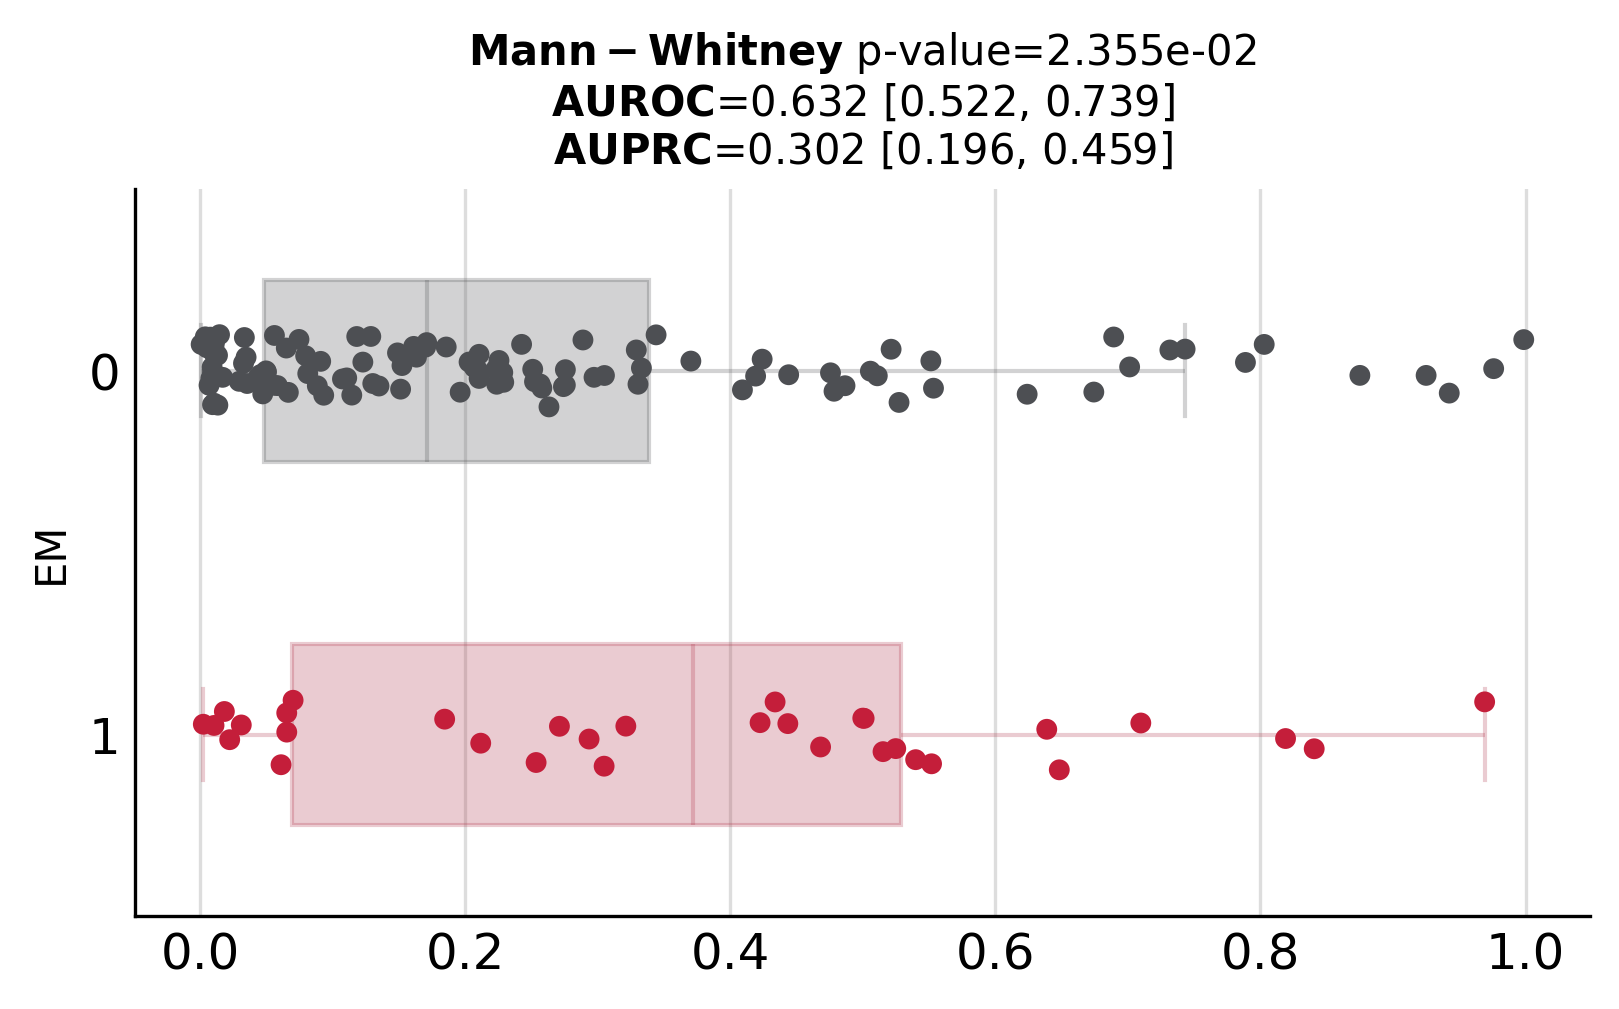 Mann – Whitney p-value=2.355e-02
AUROC=0.632 [0.522, 0.739]
AUPRC=0.302 [0.196, 0.459]
0
EM
1
0.0 0.2 0.4 0.6 0.8 1.0